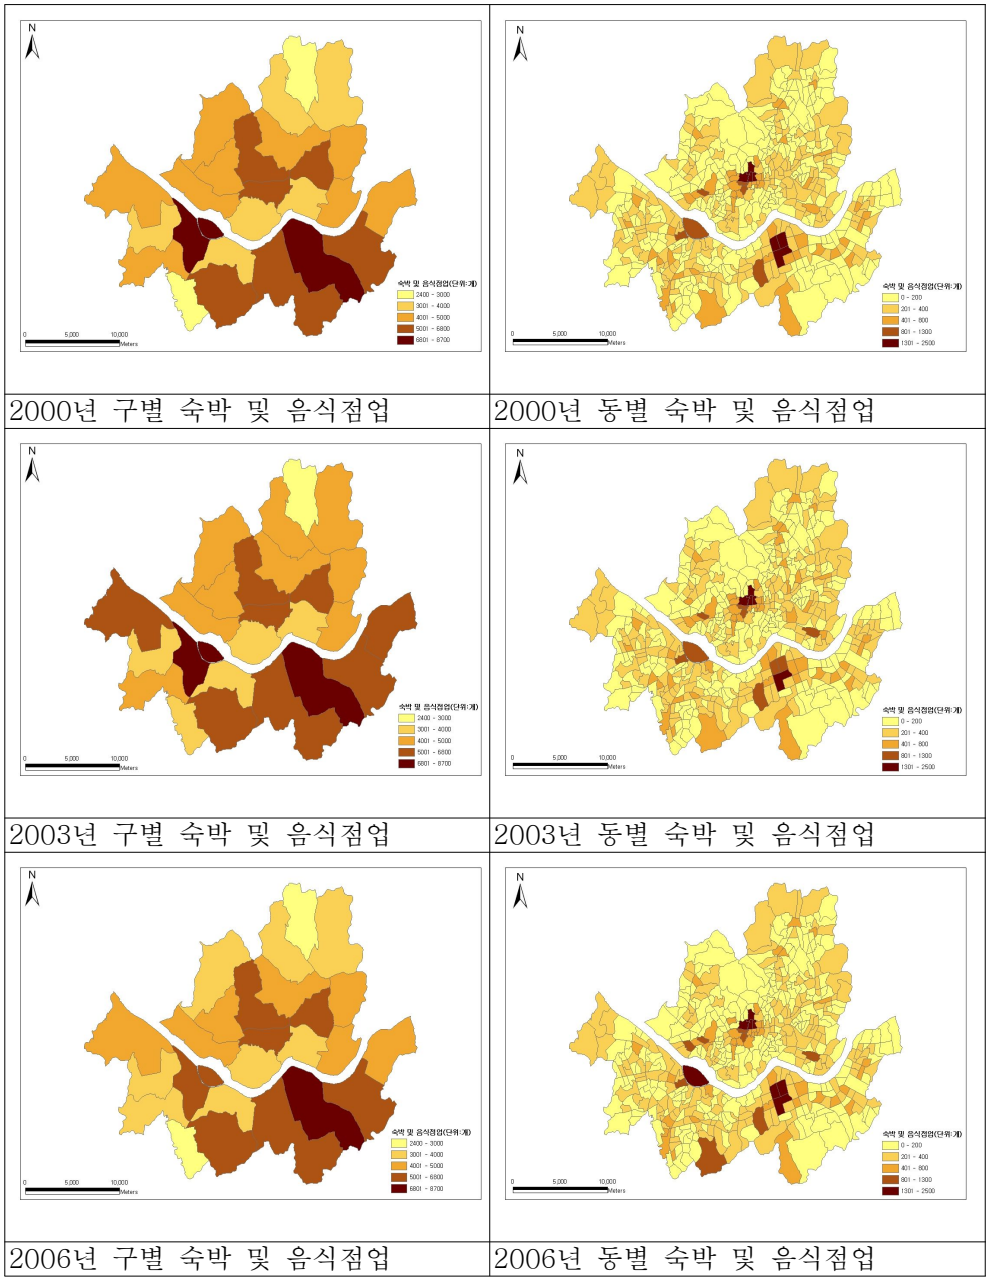 N
숙박 및 음식점업(단위:개)
2400 - 3000
3001 - 4000
4001 - 5000
5001 - 6800
6801 - 8700
0 5,000 10,000
Meters
N
숙박 및 음식점업(단위:개)
0 - 200
201 - 400
401 - 800
801 - 1300
1301 - 2500
0 5,000 10,000
Meters
2000년 구별 숙박 및 음식점업
2000년 동별 숙박 및 음식점업
N
숙박 및 음식점업(단위:개)
2400 - 3000
3001 - 4000
4001 - 5000
5001 - 6800
6801 - 8700
0 5,000 10,000
Meters
N
숙박 및 음식점업(단위:개)
0 - 200
201 - 400
401 - 800
801 - 1300
1301 - 2500
0 5,000 10,000
Meters
2003년 구별 숙박 및 음식점업
2003년 동별 숙박 및 음식점업
N
숙박 및 음식점업(단위:개)
2400 - 3000
3001 - 4000
4001 - 5000
5001 - 6800
6801 - 8700
0 5,000 10,000
Meters
N
숙박 및 음식점업(단위:개)
0 - 200
201 - 400
401 - 800
801 - 1300
1301 - 2500
0 5,000 10,000
Meters
2006년 구별 숙박 및 음식점업
2006년 동별 숙박 및 음식점업